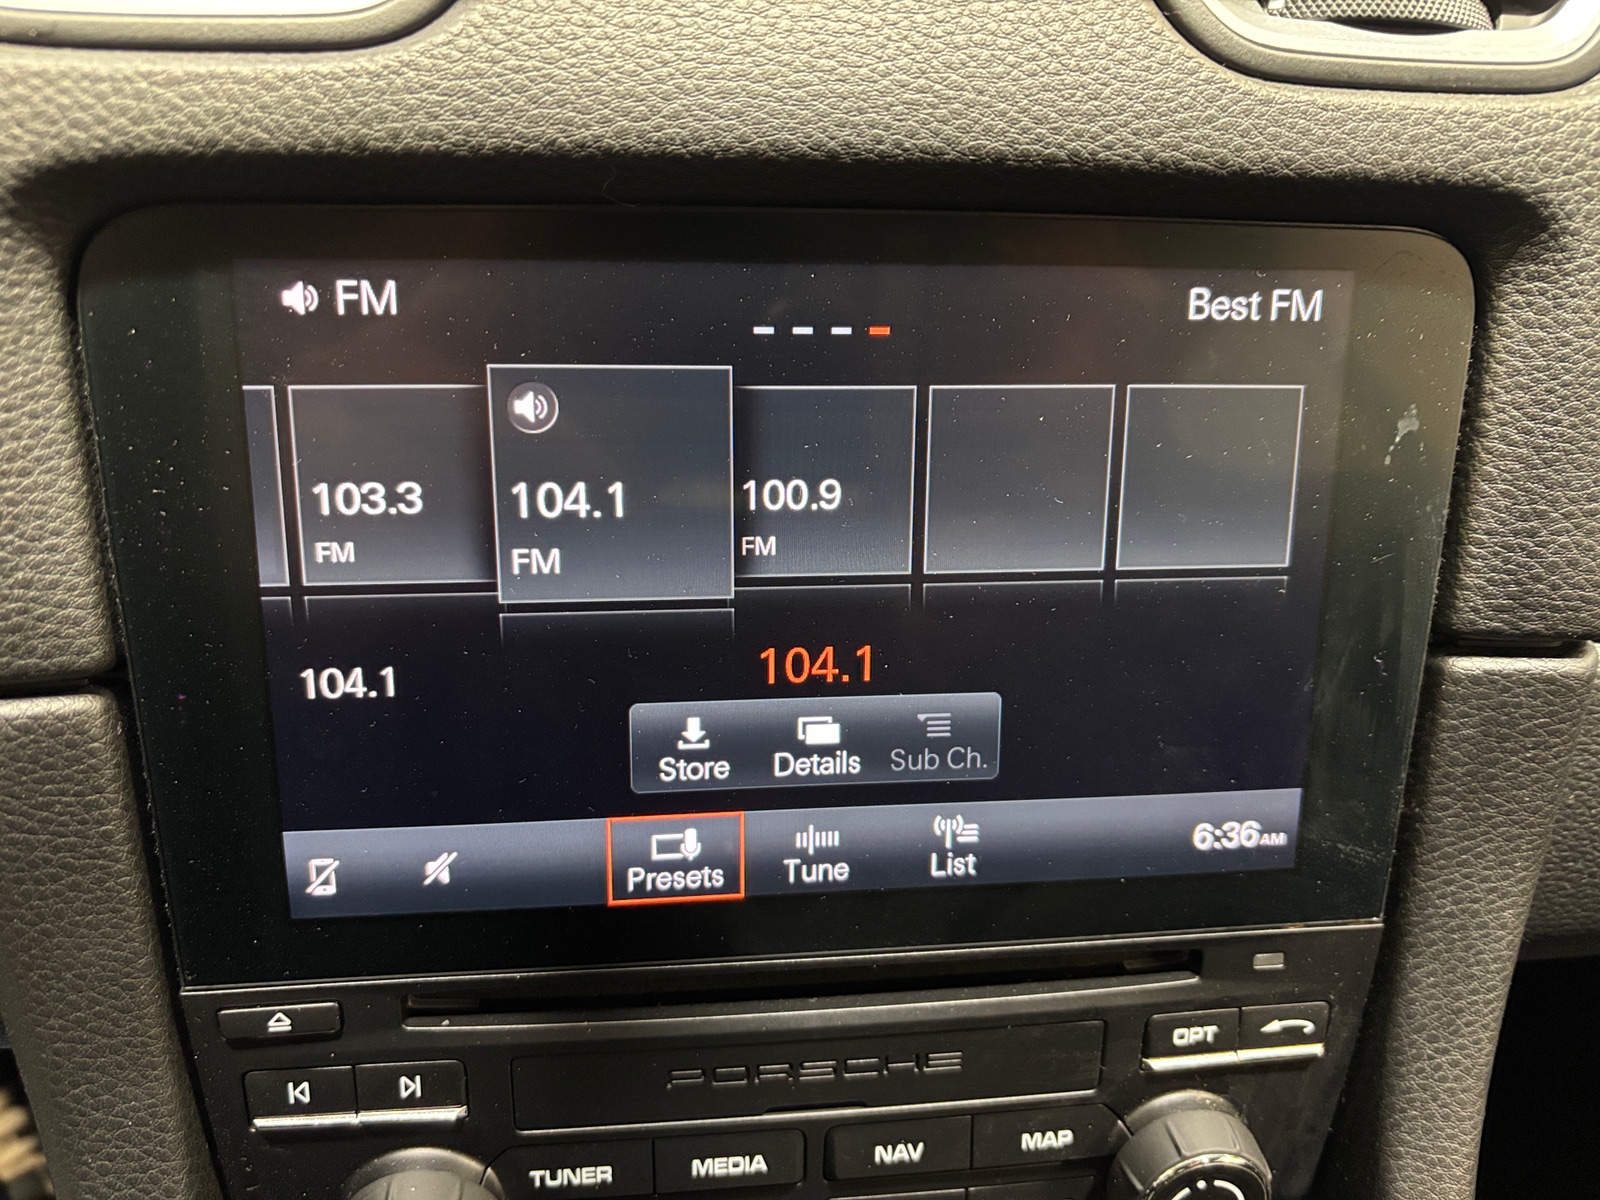 FM
Best FM
103.3
FM
104.1
FM
100.9
FM
104.1
104.1
Store
Details
Sub Ch.
Presets
Tune
List
6:36AM
OPT
PORSCHE
TUNER
MEDIA
NAV
MAP